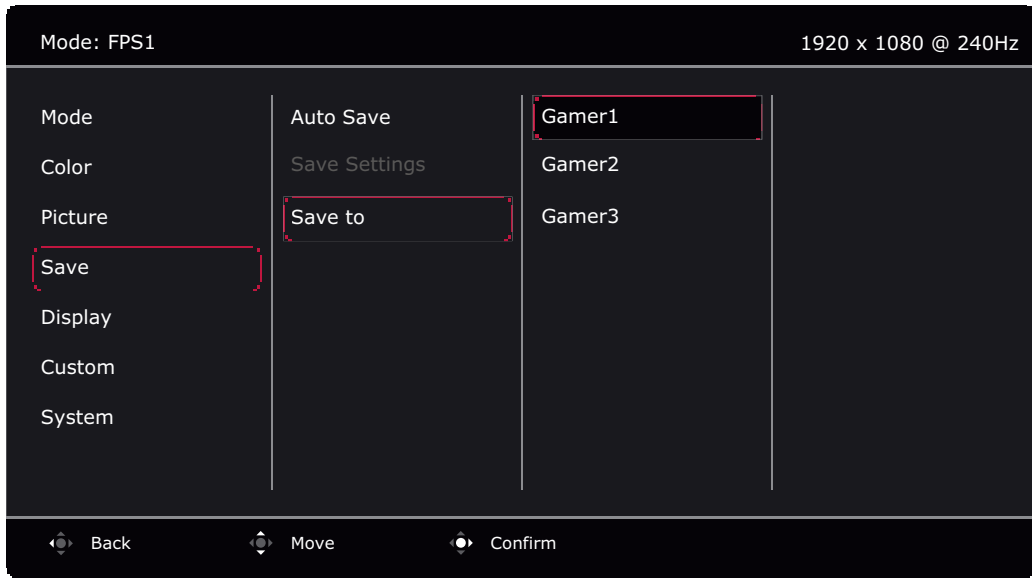 Mode: FPS1
1920 x 1080 @ 240Hz
Mode
Color
Picture
Save
Display
Custom
System
Auto Save
Save Settings
Save to
Gamer1
Gamer2
Gamer3
Back
Move
Confirm